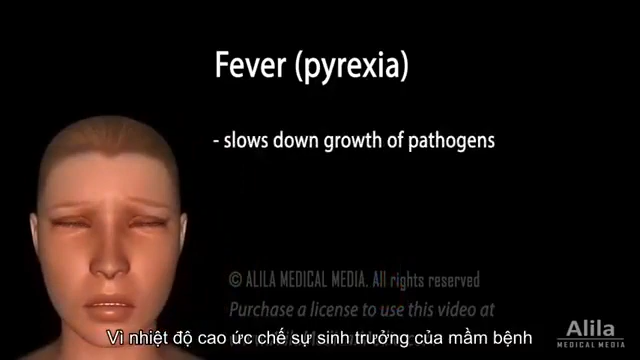 Fever (pyrexia)
- slows down growth of pathogens
© ALILA MEDICAL MEDIA. All rights reserved
Purchase a license to use this video at
Vì nhiệt độ cao ức chế sự sinh trưởng của mầm bệnh
Alila
MEDICAL MEDIA